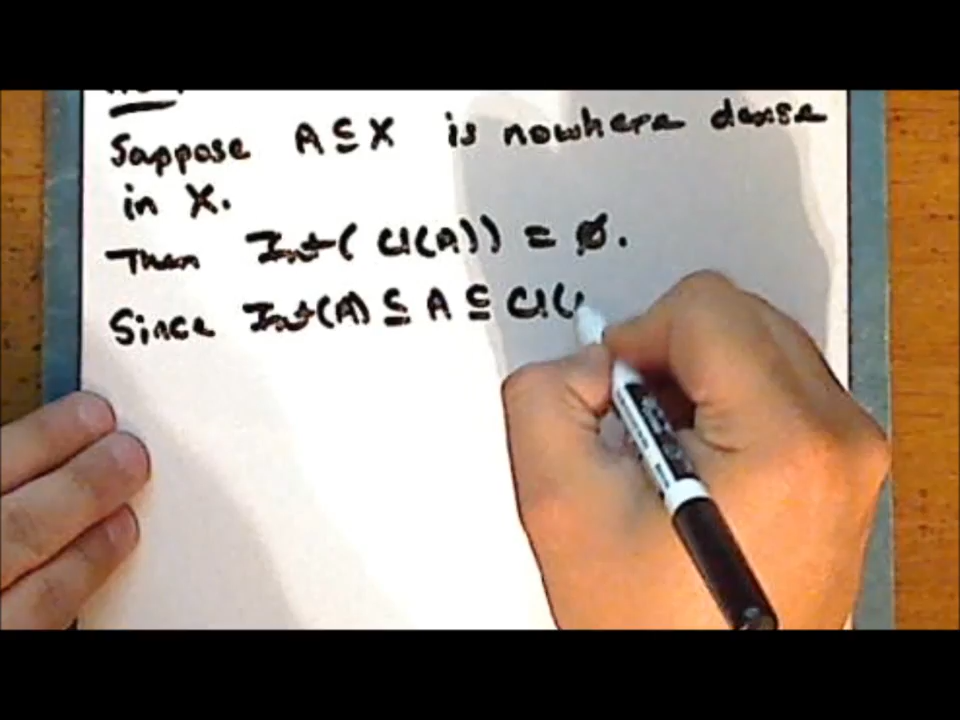 Suppose A ⊆ X is nowhere dense
in X.
Then Int( Cl(A)) = ∅.
Since Int(A) ⊆ A ⊆ Cl(